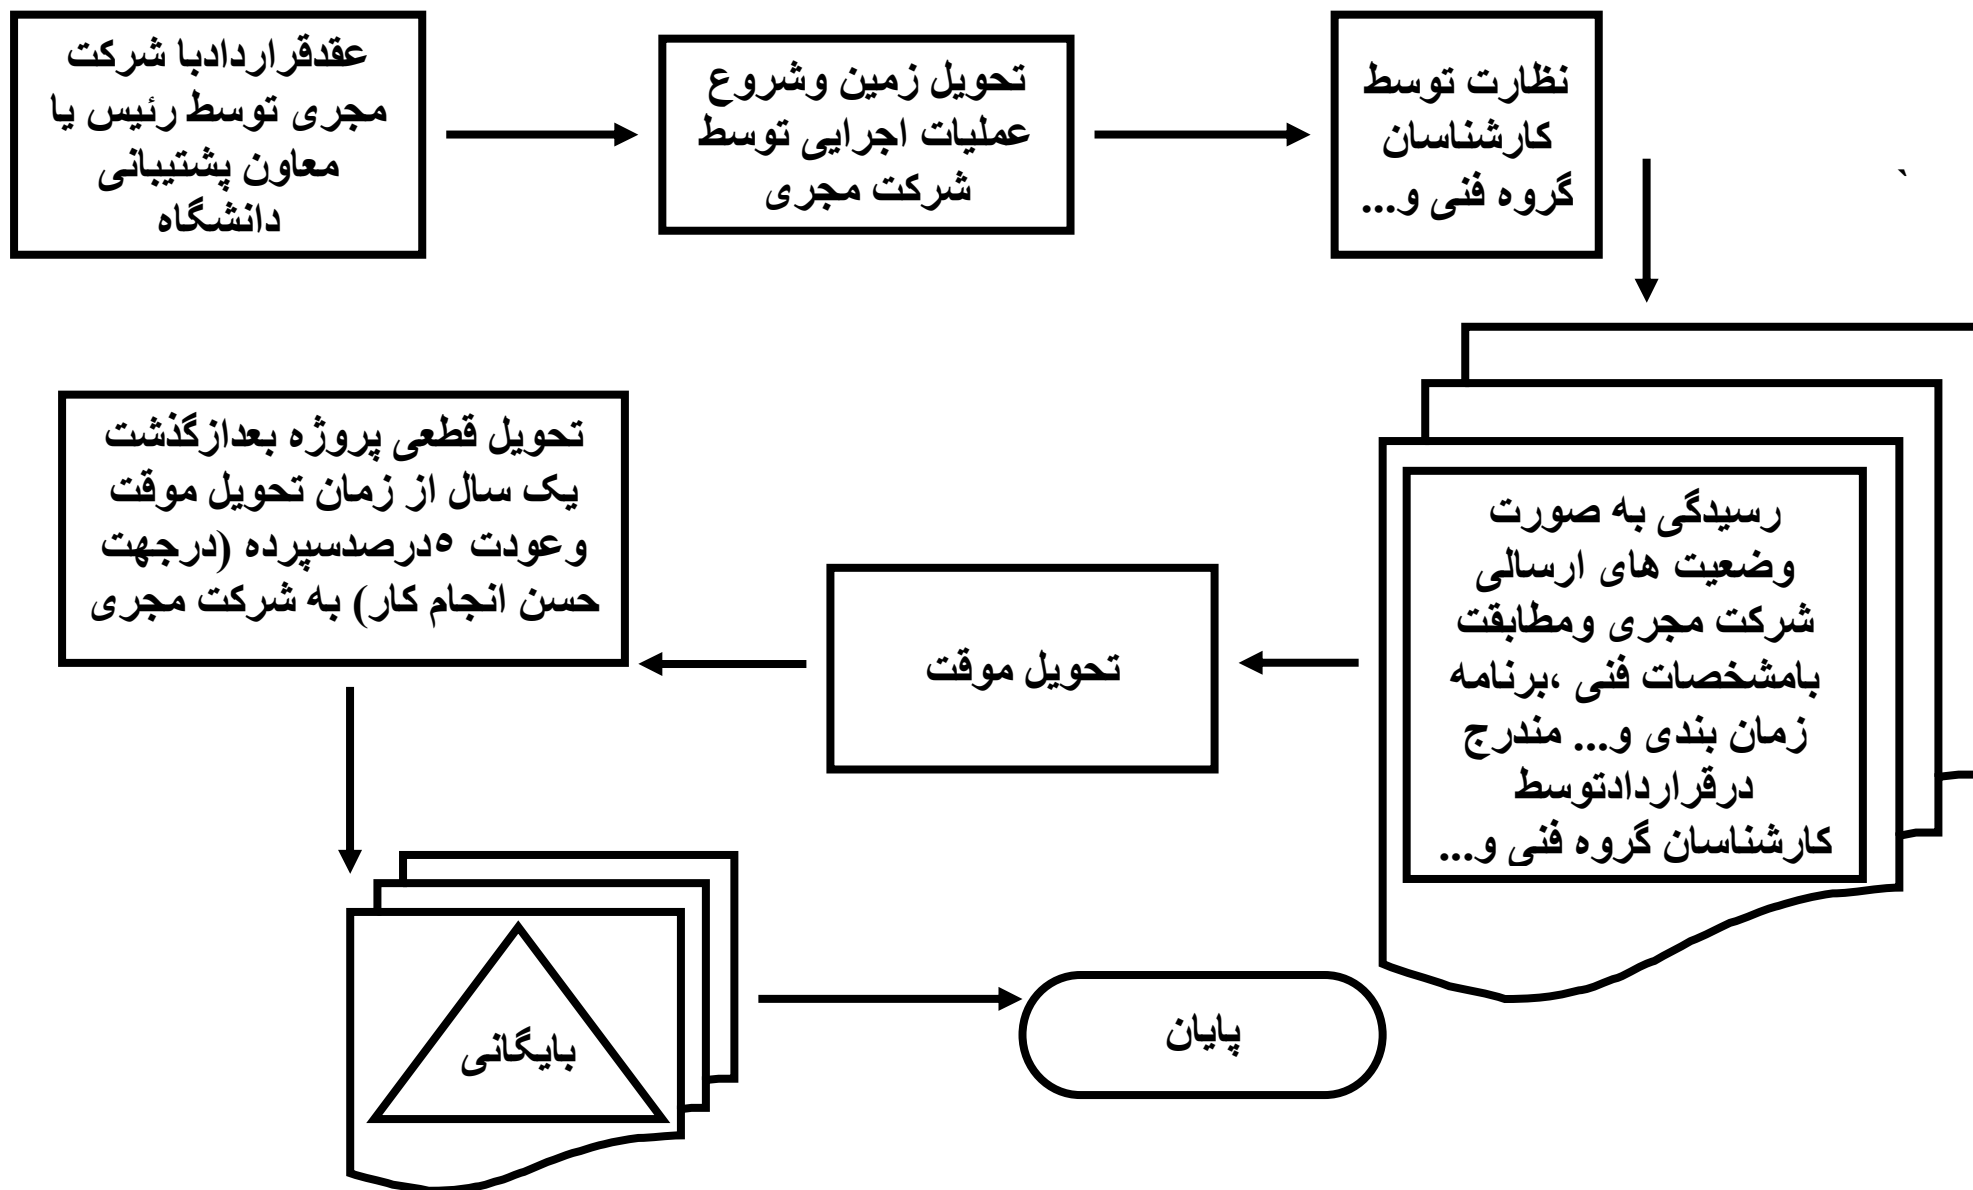 عقدقراردادبا شرکت
مجری توسط رئیس یا
معاون پشتیبانی
دانشگاه
تحویل زمین وشروع
عملیات اجرایی توسط
شرکت مجری
نظارت توسط
کارشناسان
گروه فنی و...
`
رسیدگی به صورت
وضعیت های ارسالی
شرکت مجری ومطابقت
بامشخصات فنی ،برنامه
زمان بندی و... مندرج
درقراردادتوسط
کارشناسان گروه فنی و...
تحویل موقت
تحویل قطعی پروژه بعدازگذشت
یک سال از زمان تحویل موقت
وعودت ۵درصدسپرده (درجهت
حسن انجام کار) به شرکت مجری
بایگانی
پایان